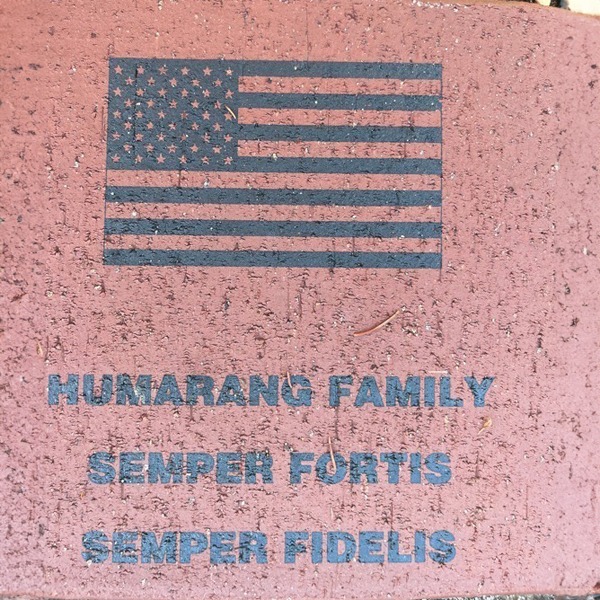 HUMARANG FAMILY
SEMPER FORTIS
SEMPER FIDELIS